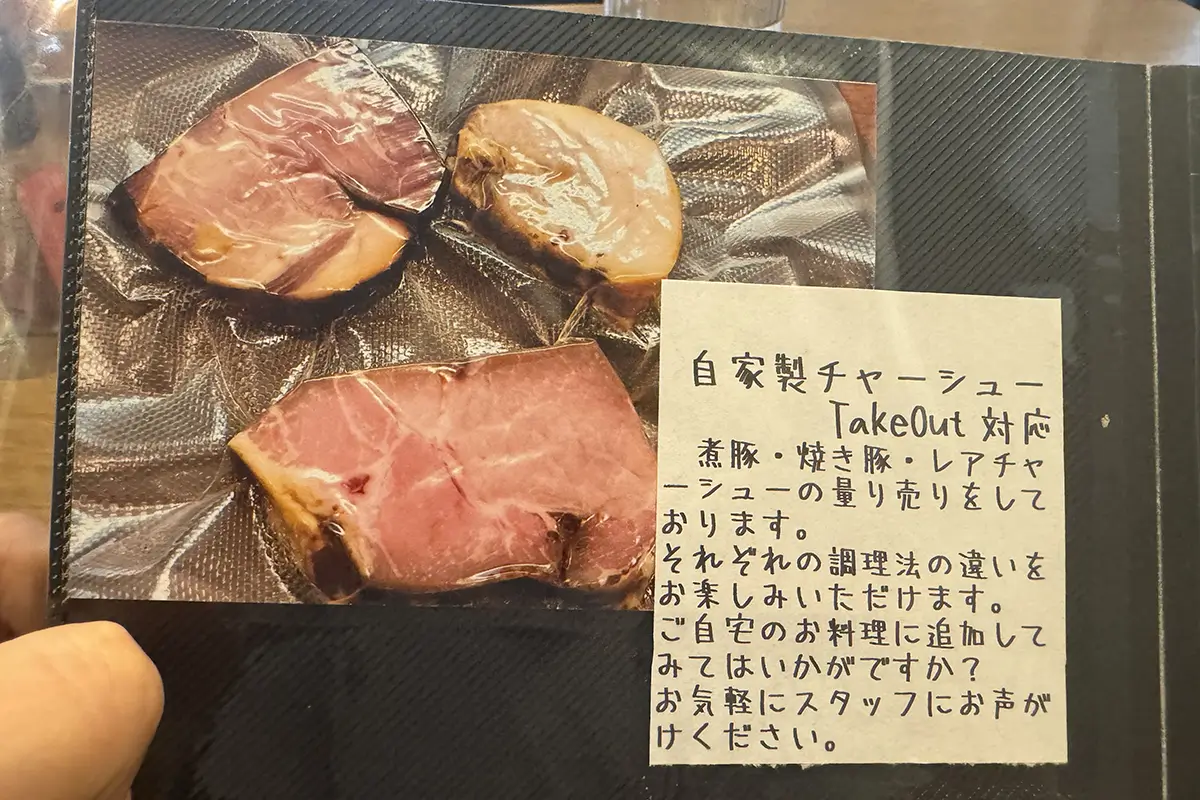 自家製チャーシュー
TakeOut 対応
煮豚・焼き豚・レアチャ
ーシューの量り売りをして
おります。
それぞれの調理法の違いを
お楽しみいただけます。
ご自宅のお料理に追加して
みてはいかがですか？
お気軽にスタッフにお声が
けください。